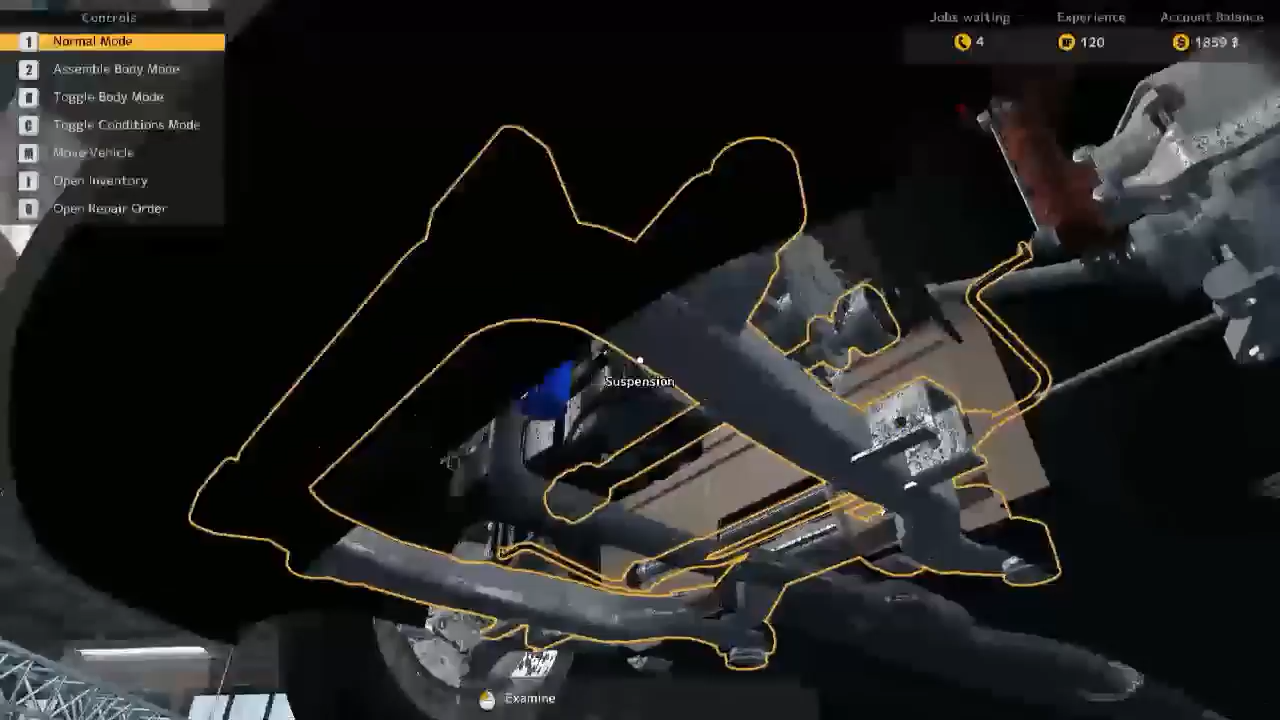 Controls
1 Normal Mode
2 Assemble Body Mode
Toggle Body Mode
C Toggle Conditions Mode
M Move Vehicle
I Open Inventory
Open Repair Order
Jobs waiting Experience Account Balance
4 120 1859 $
Suspension
Examine